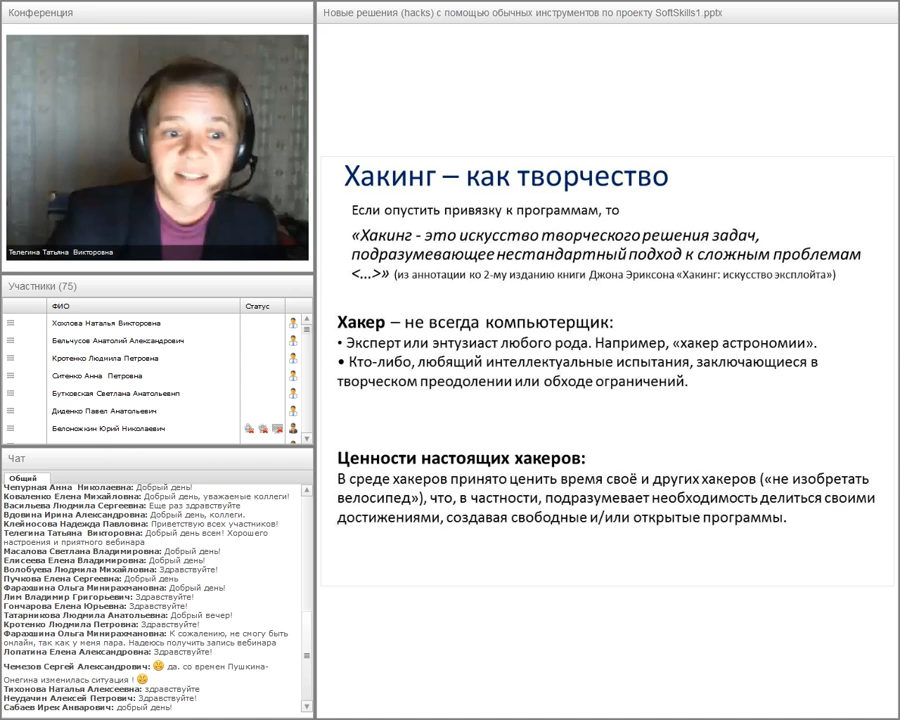 Конференция
Телегина Татьяна Викторовна
Участники (75)
ФИО
Статус
Хохлова Наталья Викторовна
Бельчусов Анатолий Александрович
Кротенко Людмила Петровна
Ситенко Анна Петровна
Бутковская Светлана Анатольевнп
Диденко Павел Анатольевич
Белоножкин Юрий Николаевич
Чат
Общий
Чепурная Анна Николаевна: Добрый день!
Коваленко Елена Михайловна: Добрый день, уважаемые коллеги!
Васильева Людмила Сергеевна: Еще раз здравствуйте
Вдовина Ирина Александровна: Добрый день, коллеги.
Клейносова Надежда Павловна: Приветствую всех участников!
Телегина Татьяна Викторовна: Добрый день всем! Хорошего
настроения и приятного вебинара
Масалова Светлана Владимировна: Добрый день!
Елисеева Елена Владимировна: Добрый день!
Волобуева Людмила Михайловна: Здравствуйте!
Пучкова Елена Сергеевна: Добрый день
Фарахшина Ольга Минирахмановна: Добрый день!
Лим Владимир Григорьевич: Здравствуйте!
Гончарова Елена Юрьевна: Здравствуйте!
Татарникова Людмила Анатольевна: Добрый вечер!
Кротенко Людмила Петровна: Здравствуйте!
Фарахшина Ольга Минирахмановна: К сожалению, не смогу быть
онлайн, так как у меня пара. Надеюсь получить запись вебинара
Лопатина Елена Андреевна: Здравствуйте!
Чемезов Сергей Александрович: да. со времен Пушкина-
Онегина изменилась ситуация !
Тихонова Наталья Алексеевна: здравствуйте
Неудачин Алексей Петрович: Здравствуйте!
Сабаев Ирек Анварович: добрый день!
Новые решения (hacks) с помощью обычных инструментов по проекту SoftSkills1.pptx
Хакинг – как творчество
Если опустить привязку к программам, то
«Хакинг - это искусство творческого решения задач,
подразумевающее нестандартный подход к сложным проблемам
<...>» (из аннотации ко 2-му изданию книги Джона Эриксона «Хакинг: искусство эксплойта»)
Хакер – не всегда компьютерщик:
• Эксперт или энтузиаст любого рода. Например, «хакер астрономии».
• Кто-либо, любящий интеллектуальные испытания, заключающиеся в
творческом преодолении или обходе ограничений.
Ценности настоящих хакеров:
В среде хакеров принято ценить время своё и других хакеров («не изобретать
велосипед»), что, в частности, подразумевает необходимость делиться своими
достижениями, создавая свободные и/или открытые программы.